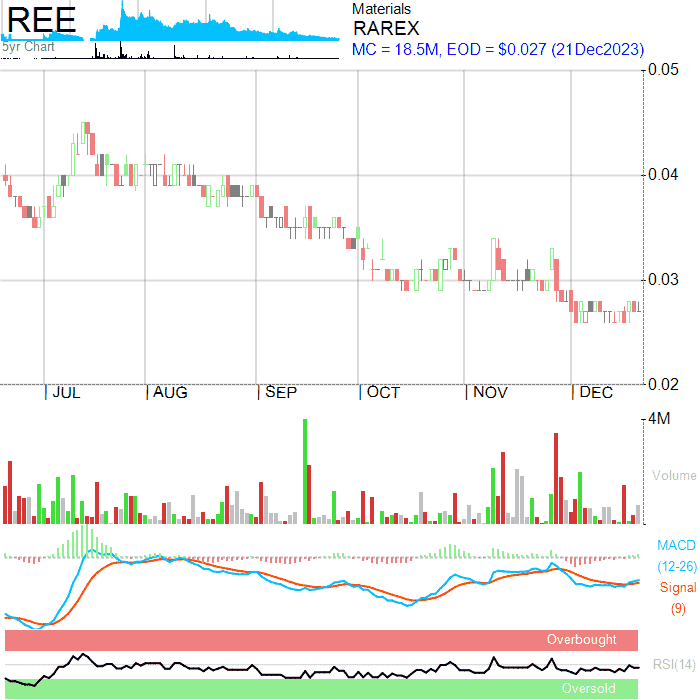 REE
5yr Chart
Materials
RAREX
MC = 18.5M, EOD = $0.027 (21Dec2023)
0.05
0.04
0.03
0.02
JUL
AUG
SEP
OCT
NOV
DEC
4M
Volume
MACD
(12-26)
Signal
(9)
Overbought
RSI(14)
Oversold